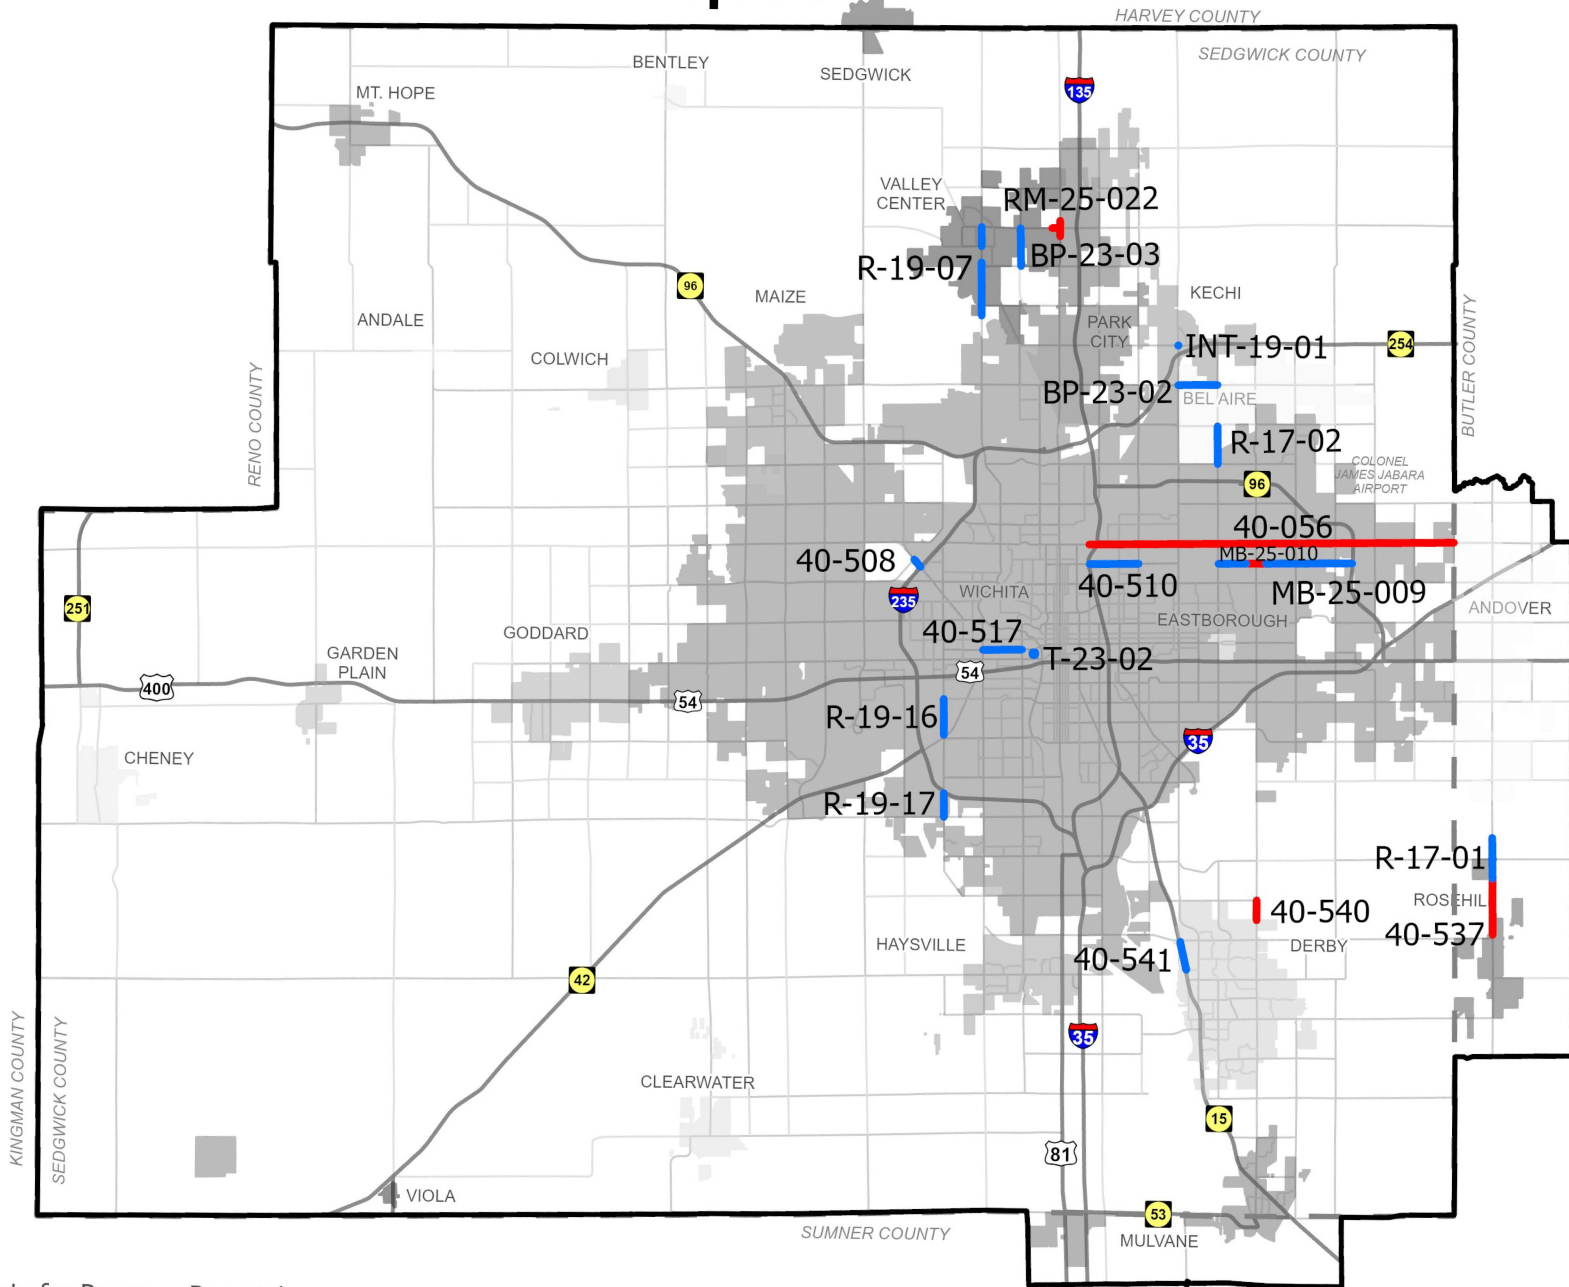 HARVEY COUNTY
SEDGWICK COUNTY
BENTLEY
SEDGWICK
135
MT. HOPE
VALLEY
CENTER
RM-25-022
BP-23-03
R-19-07
96
MAIZE
KECHI
ANDALE
PARK
CITY
INT-19-01
254
BUTLER COUNTY
COLWICH
BP-23-02
BEL AIRE
RENO COUNTY
R-17-02
COLONEL
JAMES JABARA
AIRPORT
96
40-056
MB-25-010
40-508
40-510
MB-25-009
WICHITA
235
251
ANDOVER
EASTBOROUGH
GODDARD
40-517
T-23-02
GARDEN
PLAIN
54
400
54
R-19-16
35
CHENEY
R-19-17
R-17-01
ROSEHIL
40-540
40-537
HAYSVILLE
DERBY
40-541
42
35
KINGMAN COUNTY
SEDGWICK COUNTY
CLEARWATER
15
81
VIOLA
53
SUMNER COUNTY
MULVANE